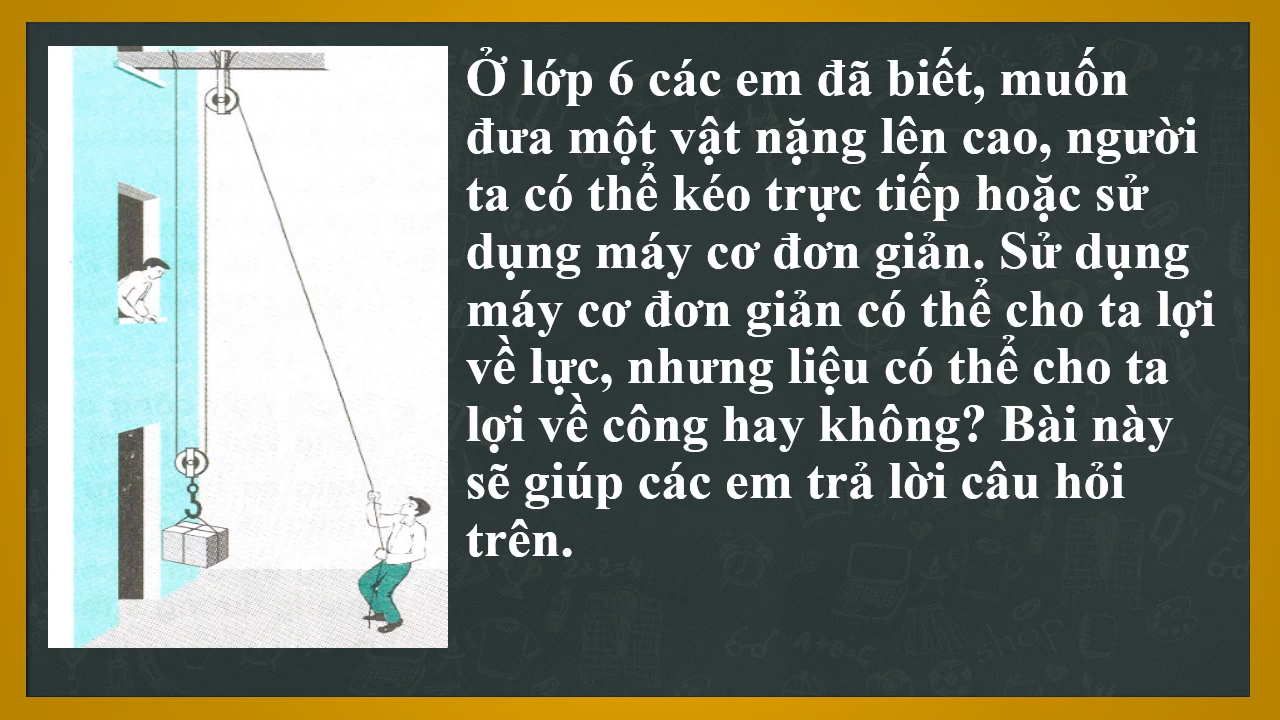 Ở lớp 6 các em đã biết, muốn
đưa một vật nặng lên cao, người
ta có thể kéo trực tiếp hoặc sử
dụng máy cơ đơn giản. Sử dụng
máy cơ đơn giản có thể cho ta lợi
về lực, nhưng liệu có thể cho ta
lợi về công hay không? Bài này
sẽ giúp các em trả lời câu hỏi
trên.